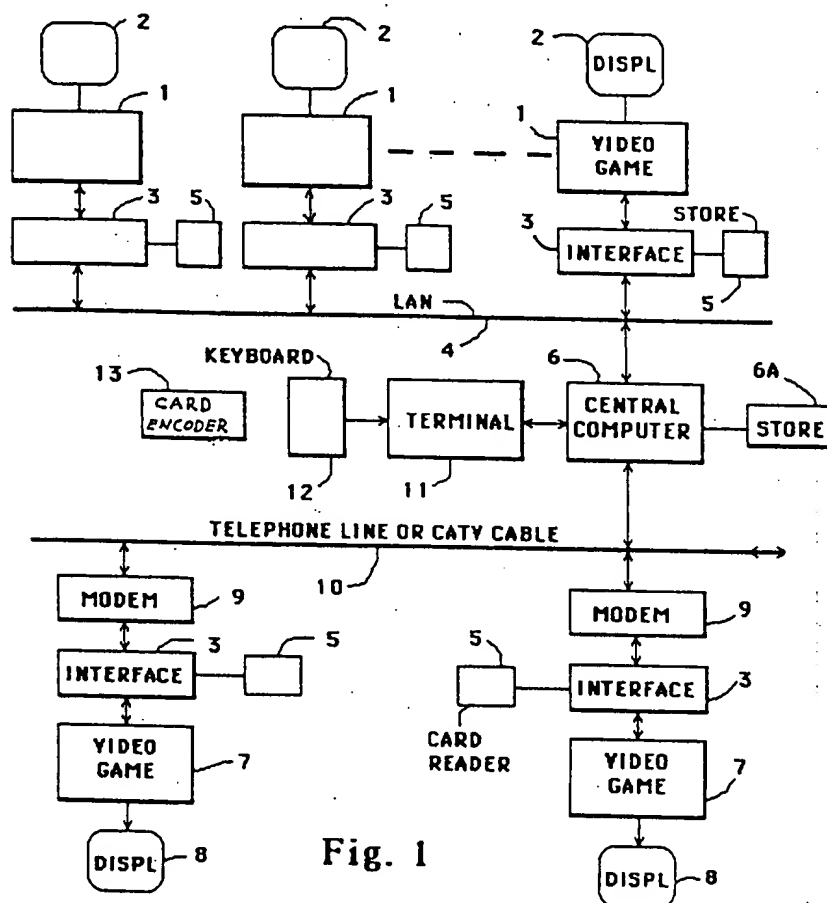 2
2
2
DISPL
1
1
1
VIDEO
GAME
3
5
3
5
3
STORE
INTERFACE
5
LAN
4
13
KEYBOARD
6
6A
CARD
ENCODER
TERMINAL
CENTRAL
COMPUTER
STORE
12
11
TELEPHONE LINE OR CATV CABLE
10
MODEM
9
MODEM
9
3
5
5
INTERFACE
INTERFACE
3
VIDEO
GAME
7
CARD
READER
VIDEO
GAME
7
DISPL
8
Fig. 1
DISPL
8